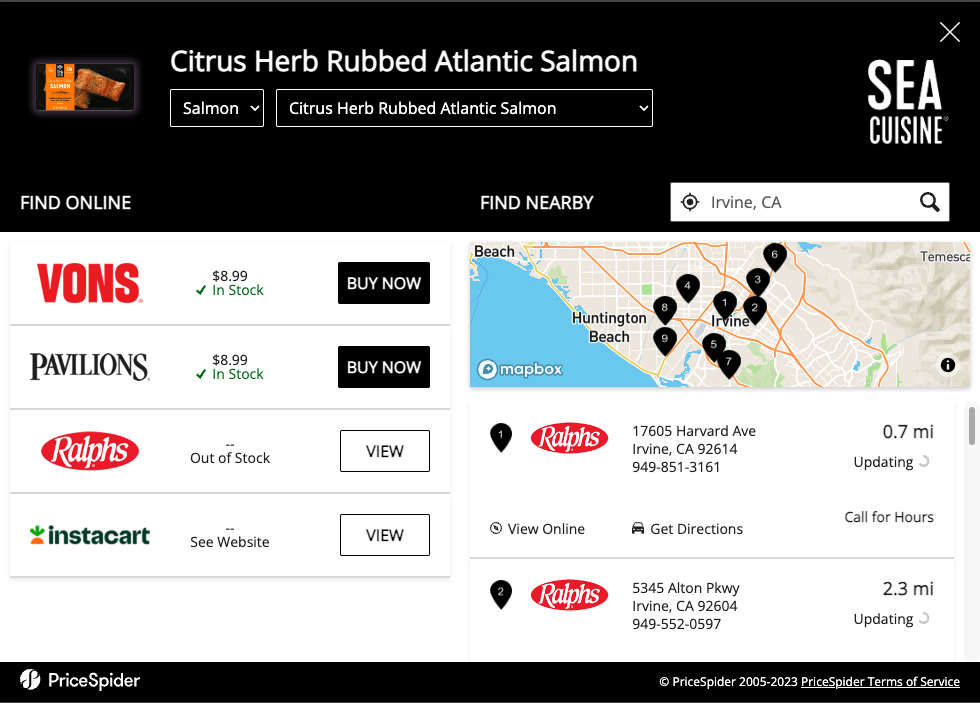 Citrus Herb Rubbed Atlantic Salmon
SALMON
Salmon
Citrus Herb Rubbed Atlantic Salmon
SEA
CUISINE®
FIND ONLINE
FIND NEARBY
Irvine, CA
VONS
$8.99
In Stock
BUY NOW
PAVILIONS
$8.99
In Stock
BUY NOW
Ralphs
--
Out of Stock
VIEW
instacart
--
See Website
VIEW
Beach
Temesca
6
3
4
1
2
8
Huntington
Beach
Irvine
9
5
7
mapbox
1
Ralphs
17605 Harvard Ave
Irvine, CA 92614
949-851-3161
0.7 mi
Updating
View Online
Get Directions
Call for Hours
2
Ralphs
5345 Alton Pkwy
Irvine, CA 92604
949-552-0597
2.3 mi
Updating
PriceSpider
© PriceSpider 2005-2023 PriceSpider Terms of Service